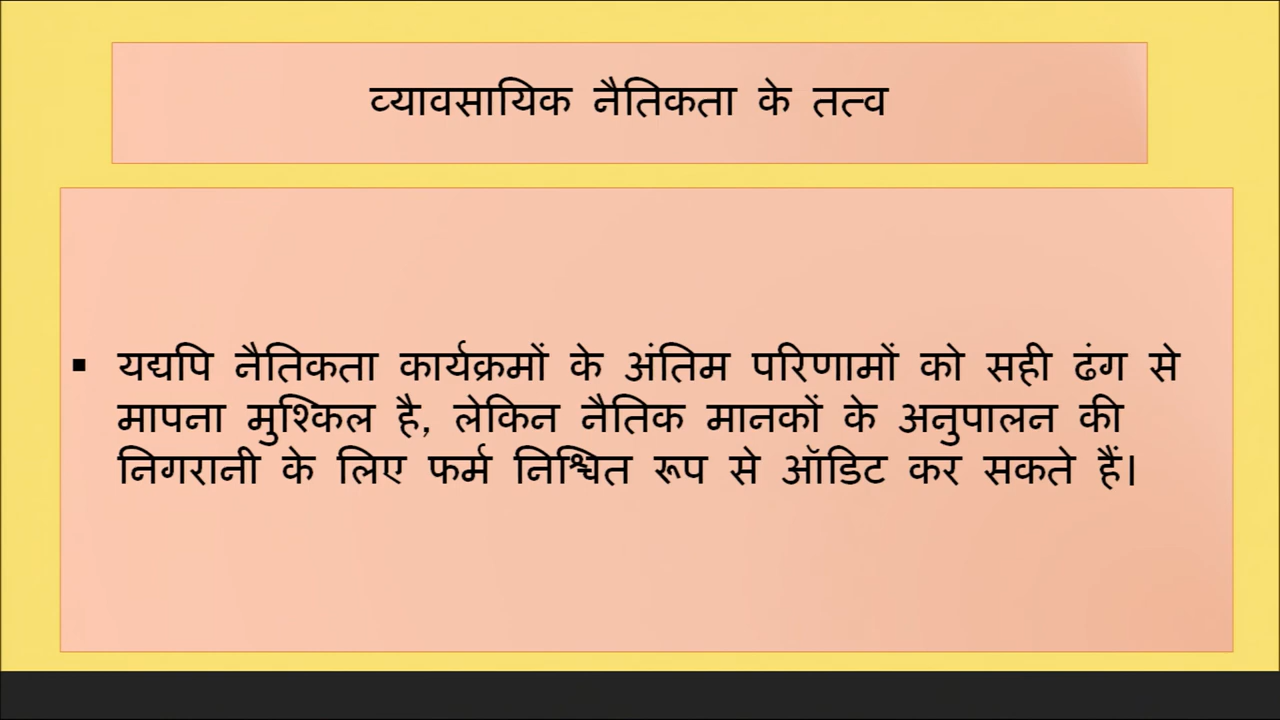 व्यावसायिक नैतिकता के तत्व
▪ यद्यपि नैतिकता कार्यक्रमों के अंतिम परिणामों को सही ढंग से
मापना मुश्किल है, लेकिन नैतिक मानकों के अनुपालन की
निगरानी के लिए फर्म निश्चित रूप से ऑडिट कर सकते हैं।